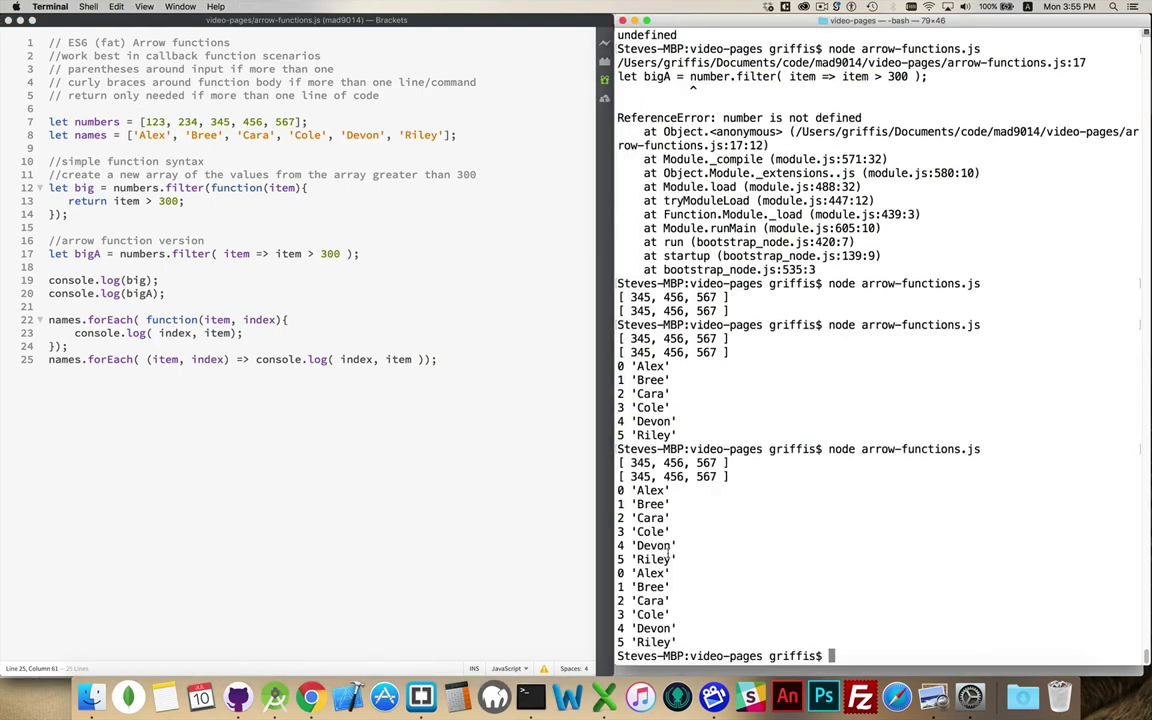 Terminal Shell Edit View Window Help
100% Mon 3:55 PM
video-pages/arrow-functions.js (mad9014) — Brackets
1 // ES6 (fat) Arrow functions
2 //work best in callback function scenarios
3 // parentheses around input if more than one
4 // curly braces around function body if more than one line/command
5 // return only needed if more than one line of code
6
7 let numbers = [123, 234, 345, 456, 567];
8 let names = ['Alex', 'Bree', 'Cara', 'Cole', 'Devon', 'Riley'];
9
10 //simple function syntax
11 //create a new array of the values from the array greater than 300
12 let big = numbers.filter(function(item){
13 return item > 300;
14 });
15
16 //arrow function version
17 let bigA = numbers.filter( item => item > 300 );
18
19 console.log(big);
20 console.log(bigA);
21
22 names.forEach( function(item, index){
23 console.log( index, item);
24 });
25 names.forEach( (item, index) => console.log( index, item ));
Line 25, Column 61 — 25 Lines
INS JavaScript Spaces: 4
video-pages — -bash — 79×46
undefined
Steves-MBP:video-pages griffis$ node arrow-functions.js
/Users/griffis/Documents/code/mad9014/video-pages/arrow-functions.js:17
let bigA = number.filter( item => item > 300 );
^
ReferenceError: number is not defined
at Object.<anonymous> (/Users/griffis/Documents/code/mad9014/video-pages/ar
row-functions.js:17:12)
at Module._compile (module.js:571:32)
at Object.Module._extensions..js (module.js:580:10)
at Module.load (module.js:488:32)
at tryModuleLoad (module.js:447:12)
at Function.Module._load (module.js:439:3)
at Module.runMain (module.js:605:10)
at run (bootstrap_node.js:420:7)
at startup (bootstrap_node.js:139:9)
at bootstrap_node.js:535:3
Steves-MBP:video-pages griffis$ node arrow-functions.js
[ 345, 456, 567 ]
[ 345, 456, 567 ]
Steves-MBP:video-pages griffis$ node arrow-functions.js
[ 345, 456, 567 ]
[ 345, 456, 567 ]
0 'Alex'
1 'Bree'
2 'Cara'
3 'Cole'
4 'Devon'
5 'Riley'
Steves-MBP:video-pages griffis$ node arrow-functions.js
[ 345, 456, 567 ]
[ 345, 456, 567 ]
0 'Alex'
1 'Bree'
2 'Cara'
3 'Cole'
4 'Devon'
5 'Riley'
0 'Alex'
1 'Bree'
2 'Cara'
3 'Cole'
4 'Devon'
5 'Riley'
Steves-MBP:video-pages griffis$
JUL
10
W
An
Ps
Fz